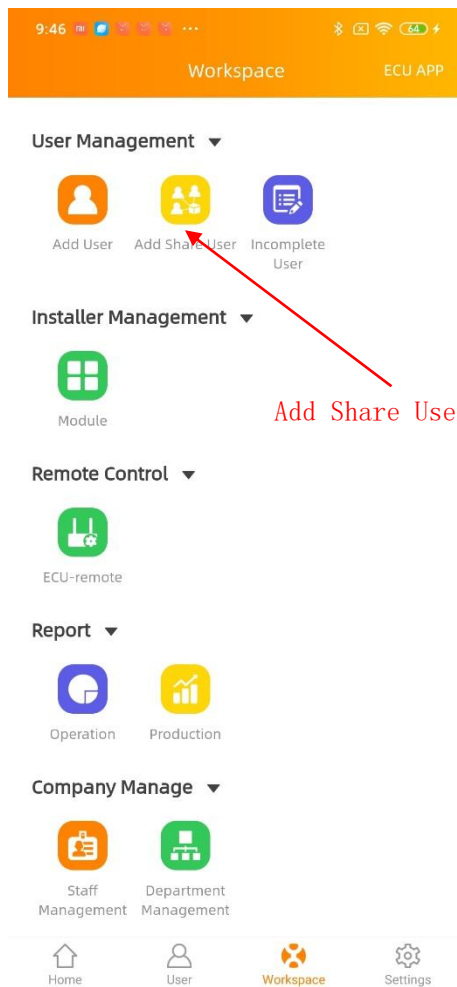 9:46 ... 64
Workspace ECU APP
User Management
Add User Add Share User Incomplete
User
Installer Management
Add Share Use
Module
Remote Control
ECU-remote
Report
Operation Production
Company Manage
Staff Department
Management Management
Home User Workspace Settings